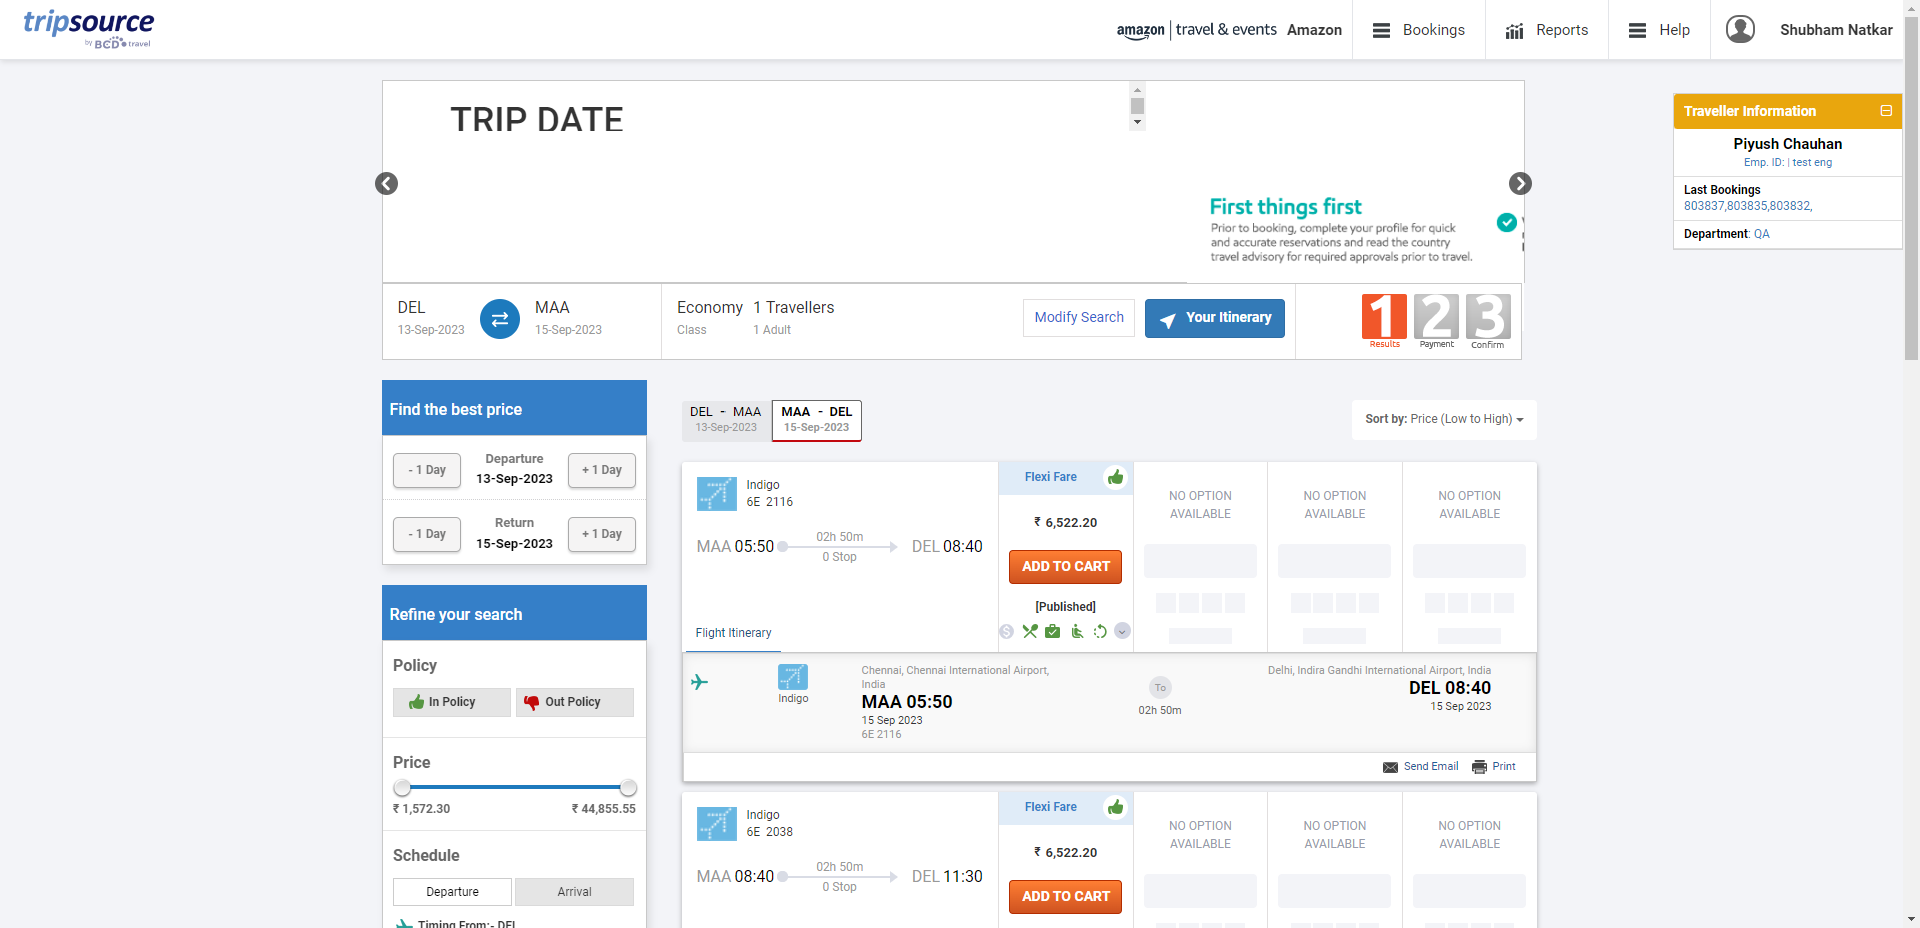 tripsource
by BCD travel
amazon | travel & events Amazon
Bookings
Reports
Help
Shubham Natkar
TRIP DATE
First things first
Prior to booking, complete your profile for quick
and accurate reservations and read the country
travel advisory for required approvals prior to travel.
Traveller Information
Piyush Chauhan
Emp. ID: | test eng
Last Bookings
803837,803835,803832,
Department: QA
DEL
13-Sep-2023
MAA
15-Sep-2023
Economy
Class
1 Travellers
1 Adult
Modify Search
Your Itinerary
1 2 3
Results Payment Confirm
Find the best price
- 1 Day
Departure
13-Sep-2023
+ 1 Day
- 1 Day
Return
15-Sep-2023
+ 1 Day
Refine your search
Policy
In Policy
Out Policy
Price
₹ 1,572.30
₹ 44,855.55
Schedule
Departure
Arrival
Timing From:- DEL
DEL - MAA
13-Sep-2023
MAA - DEL
15-Sep-2023
Sort by: Price (Low to High)
Indigo
6E 2116
MAA 05:50
02h 50m
0 Stop
DEL 08:40
Flight Itinerary
Flexi Fare
₹ 6,522.20
ADD TO CART
[Published]
NO OPTION
AVAILABLE
NO OPTION
AVAILABLE
NO OPTION
AVAILABLE
Indigo
Chennai, Chennai International Airport,
India
MAA 05:50
15 Sep 2023
6E 2116
To
02h 50m
Delhi, Indira Gandhi International Airport, India
DEL 08:40
15 Sep 2023
Send Email
Print
Indigo
6E 2038
MAA 08:40
02h 50m
0 Stop
DEL 11:30
Flexi Fare
₹ 6,522.20
ADD TO CART
NO OPTION
AVAILABLE
NO OPTION
AVAILABLE
NO OPTION
AVAILABLE